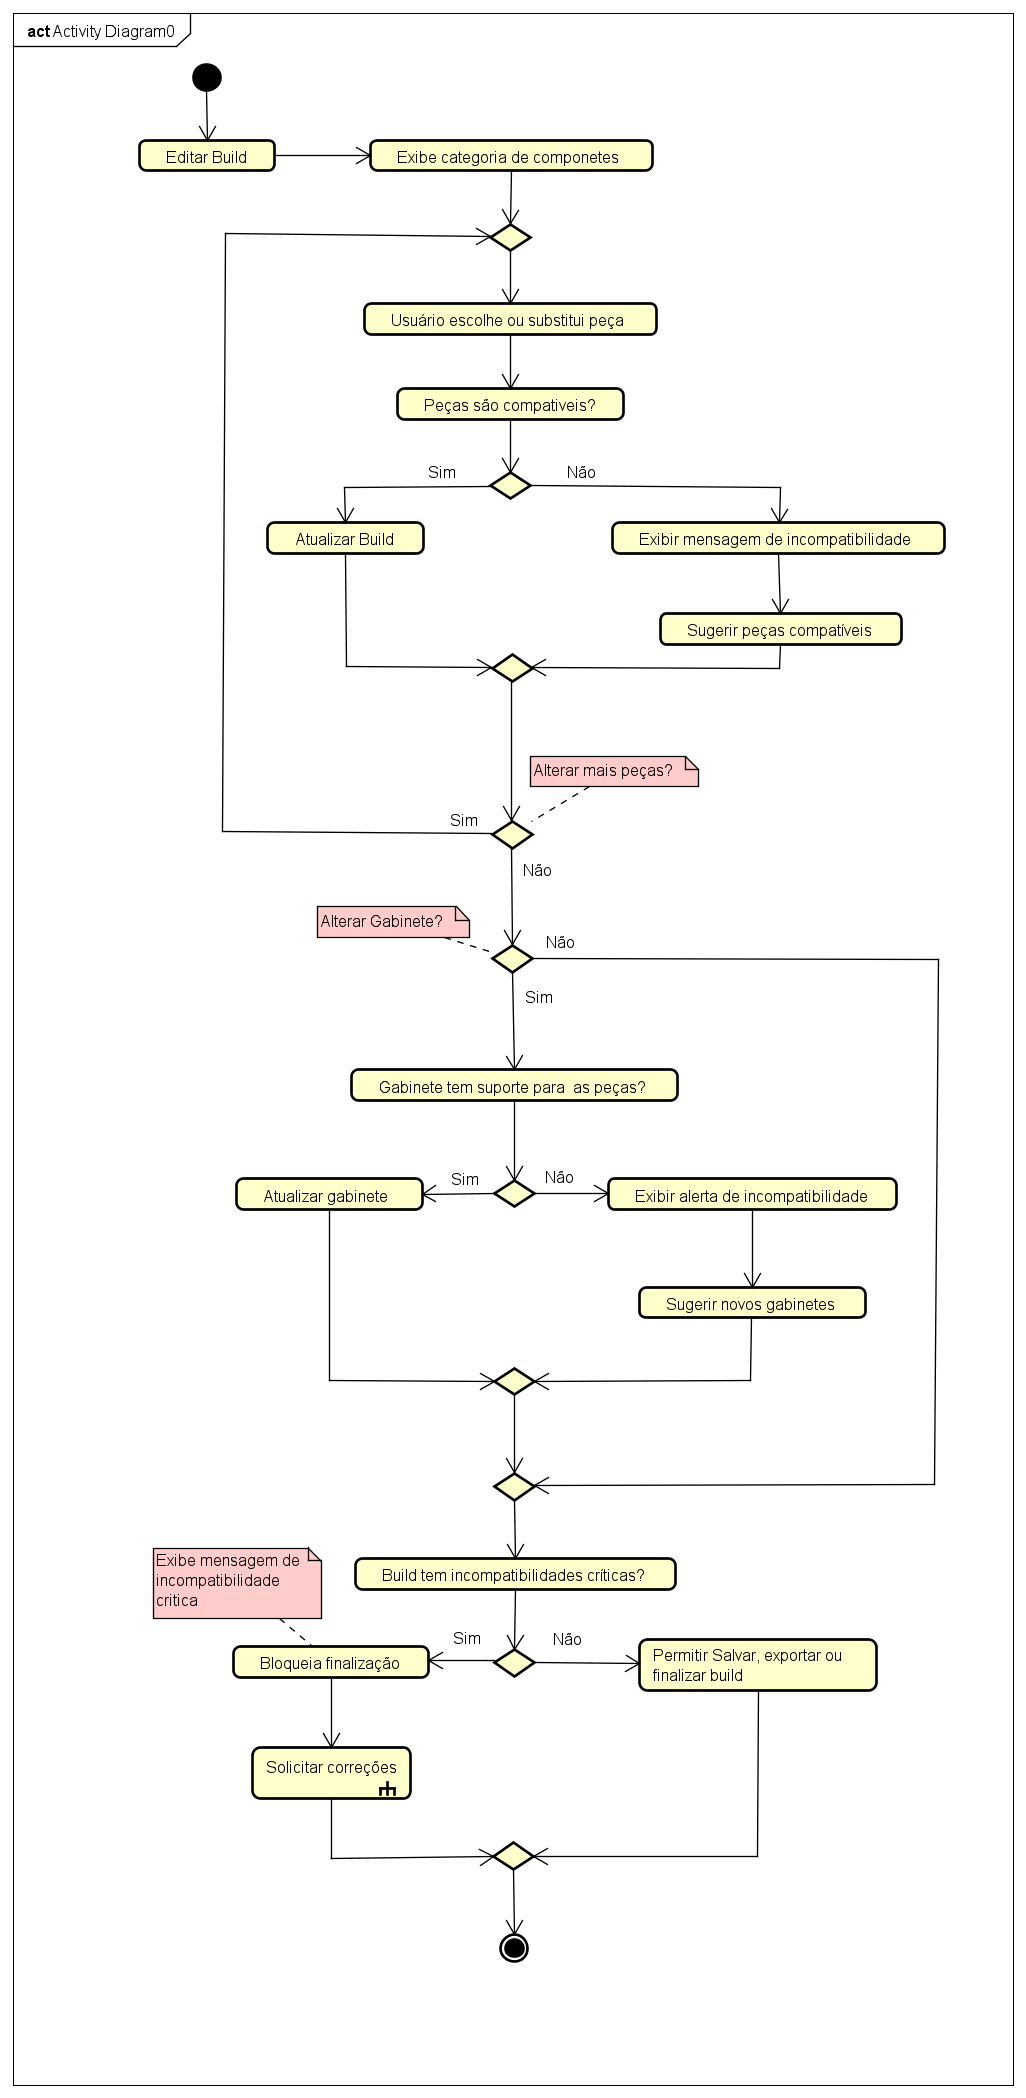 act Activity Diagram0
Editar Build
Exibe categoria de componetes
Usuário escolhe ou substitui peça
Peças são compativeis?
Sim
Não
Atualizar Build
Exibir mensagem de incompatibilidade
Sugerir peças compatíveis
Alterar mais peças?
Sim
Não
Alterar Gabinete?
Não
Sim
Gabinete tem suporte para  as peças?
Sim
Não
Atualizar gabinete
Exibir alerta de incompatibilidade
Sugerir novos gabinetes
Exibe mensagem de
incompatibilidade
critica
Build tem incompatibilidades críticas?
Sim
Não
Bloqueia finalização
Permitir Salvar, exportar ou
finalizar build
Solicitar correções